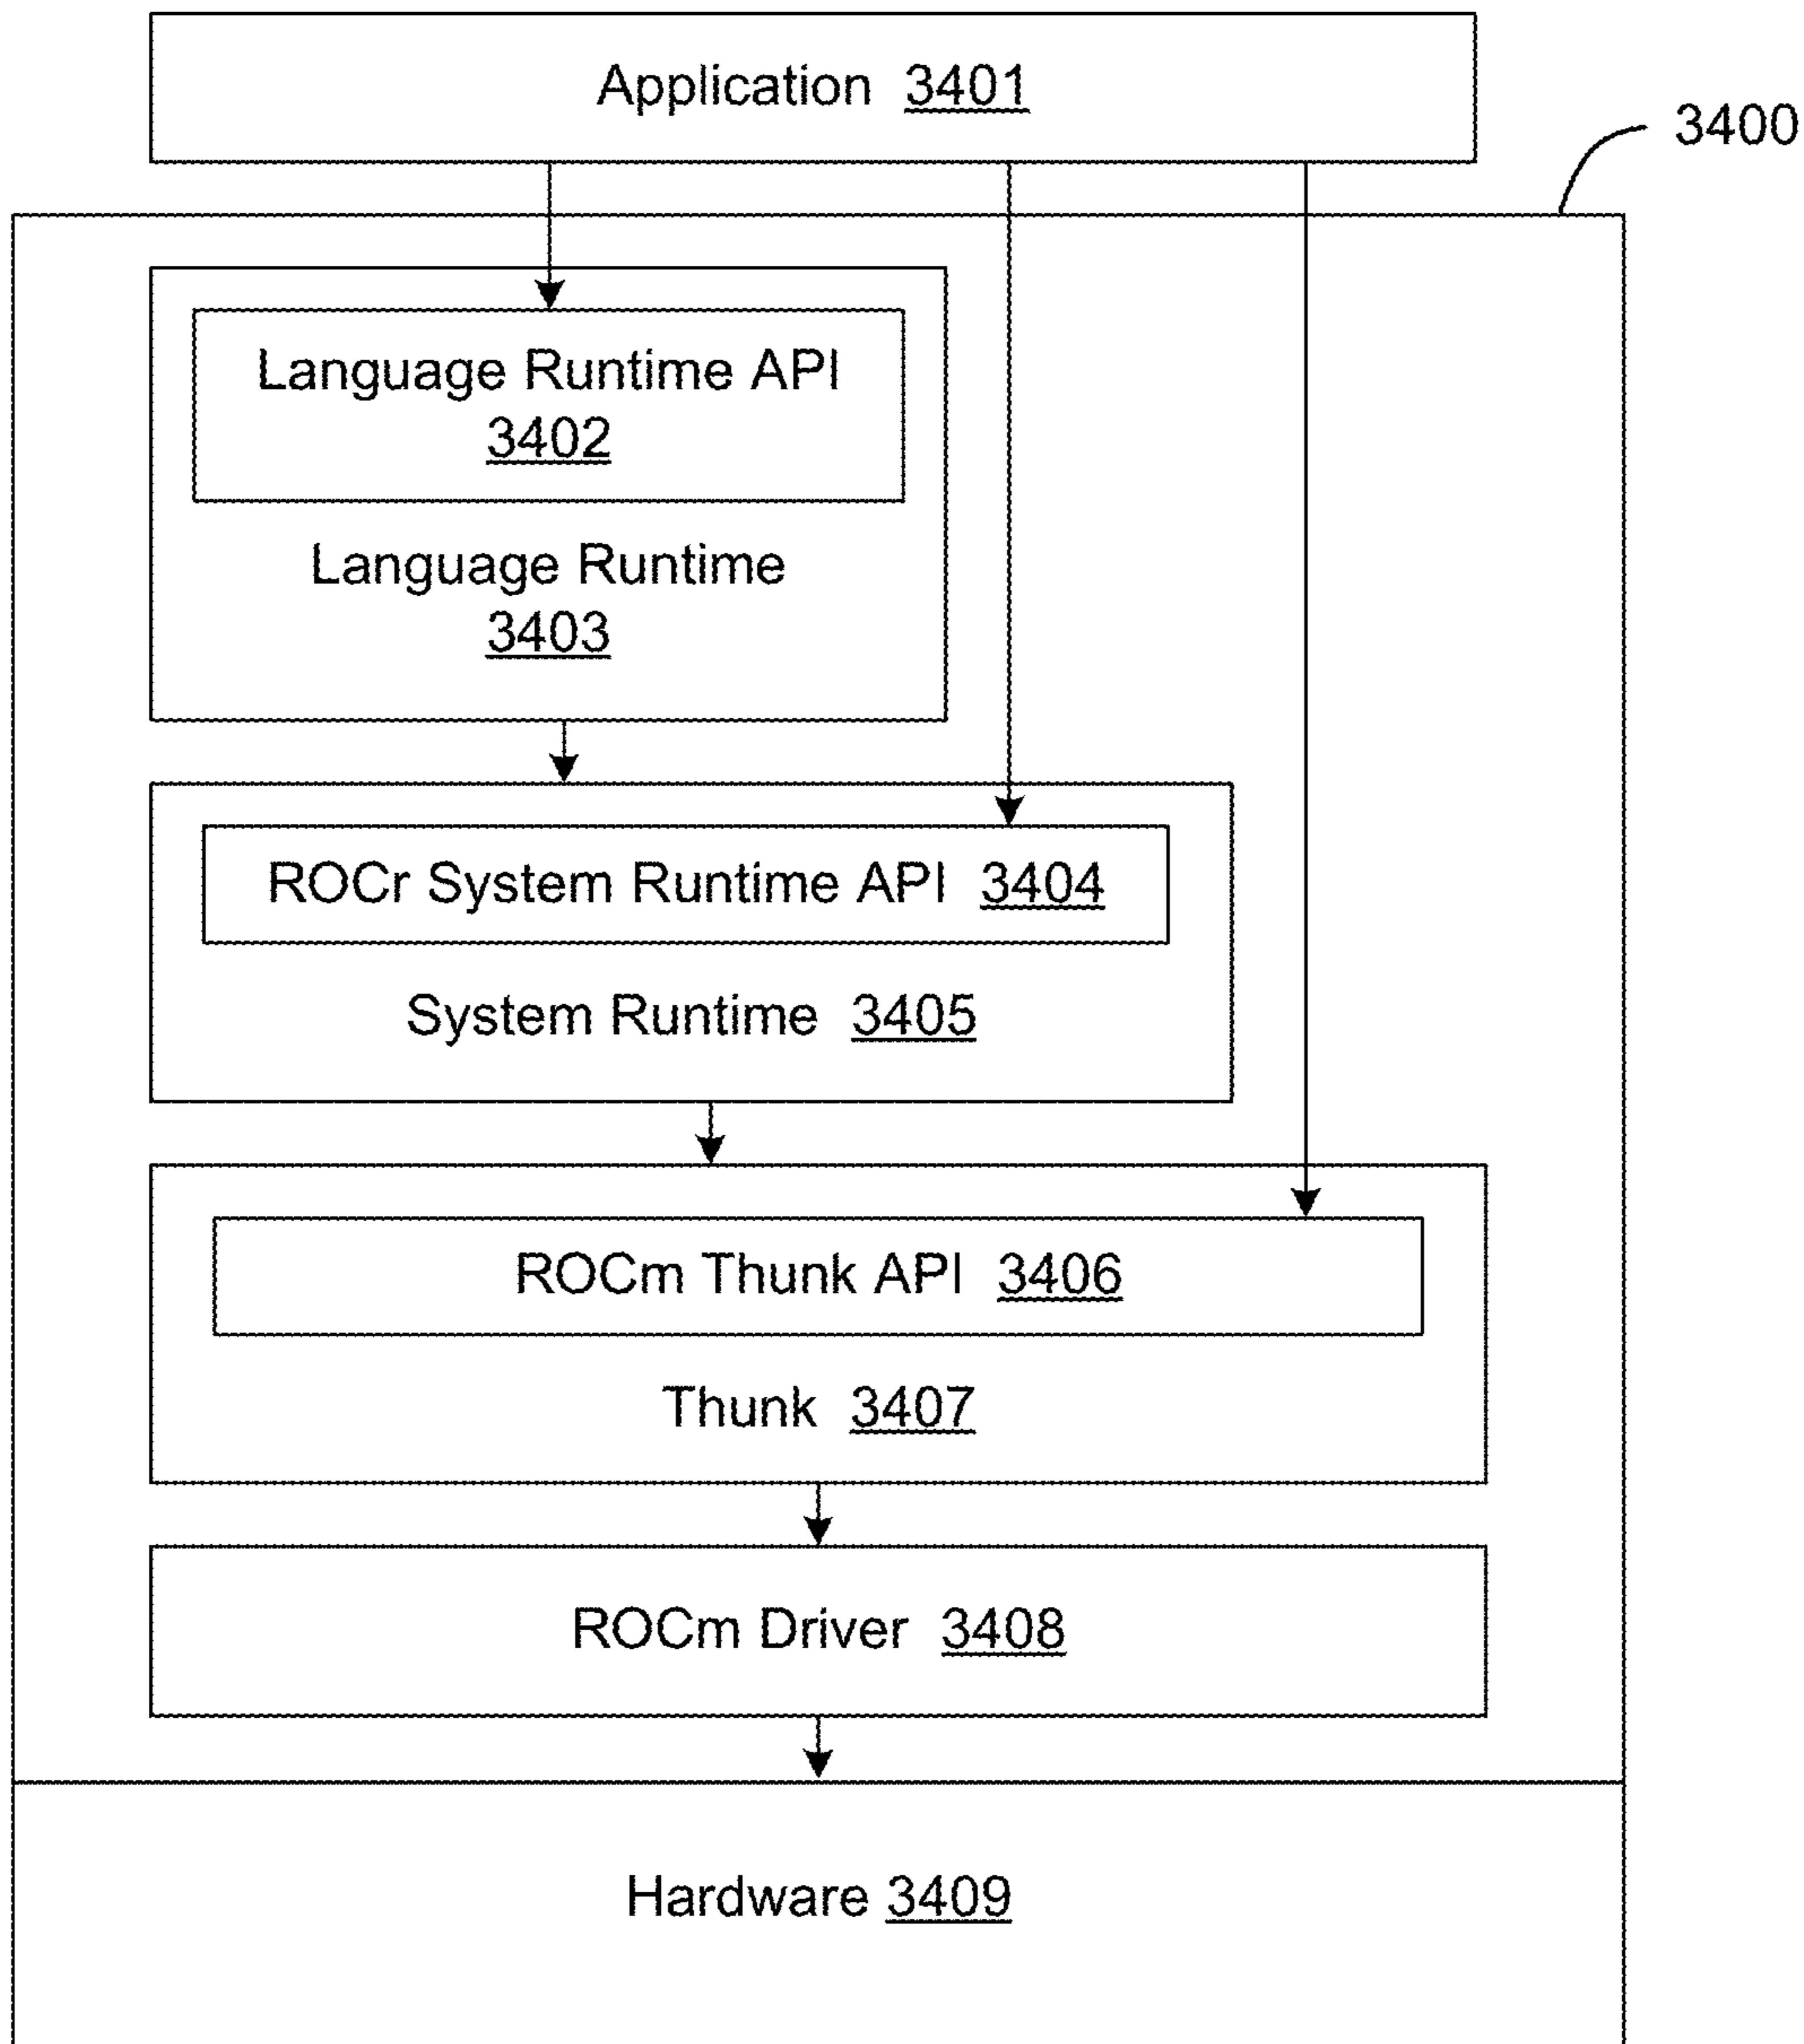 Application 3401
3400
Language Runtime API
3402
Language Runtime
3403
ROCr System Runtime API 3404
System Runtime 3405
ROCm Thunk API 3406
Thunk 3407
ROCm Driver 3408
Hardware 3409